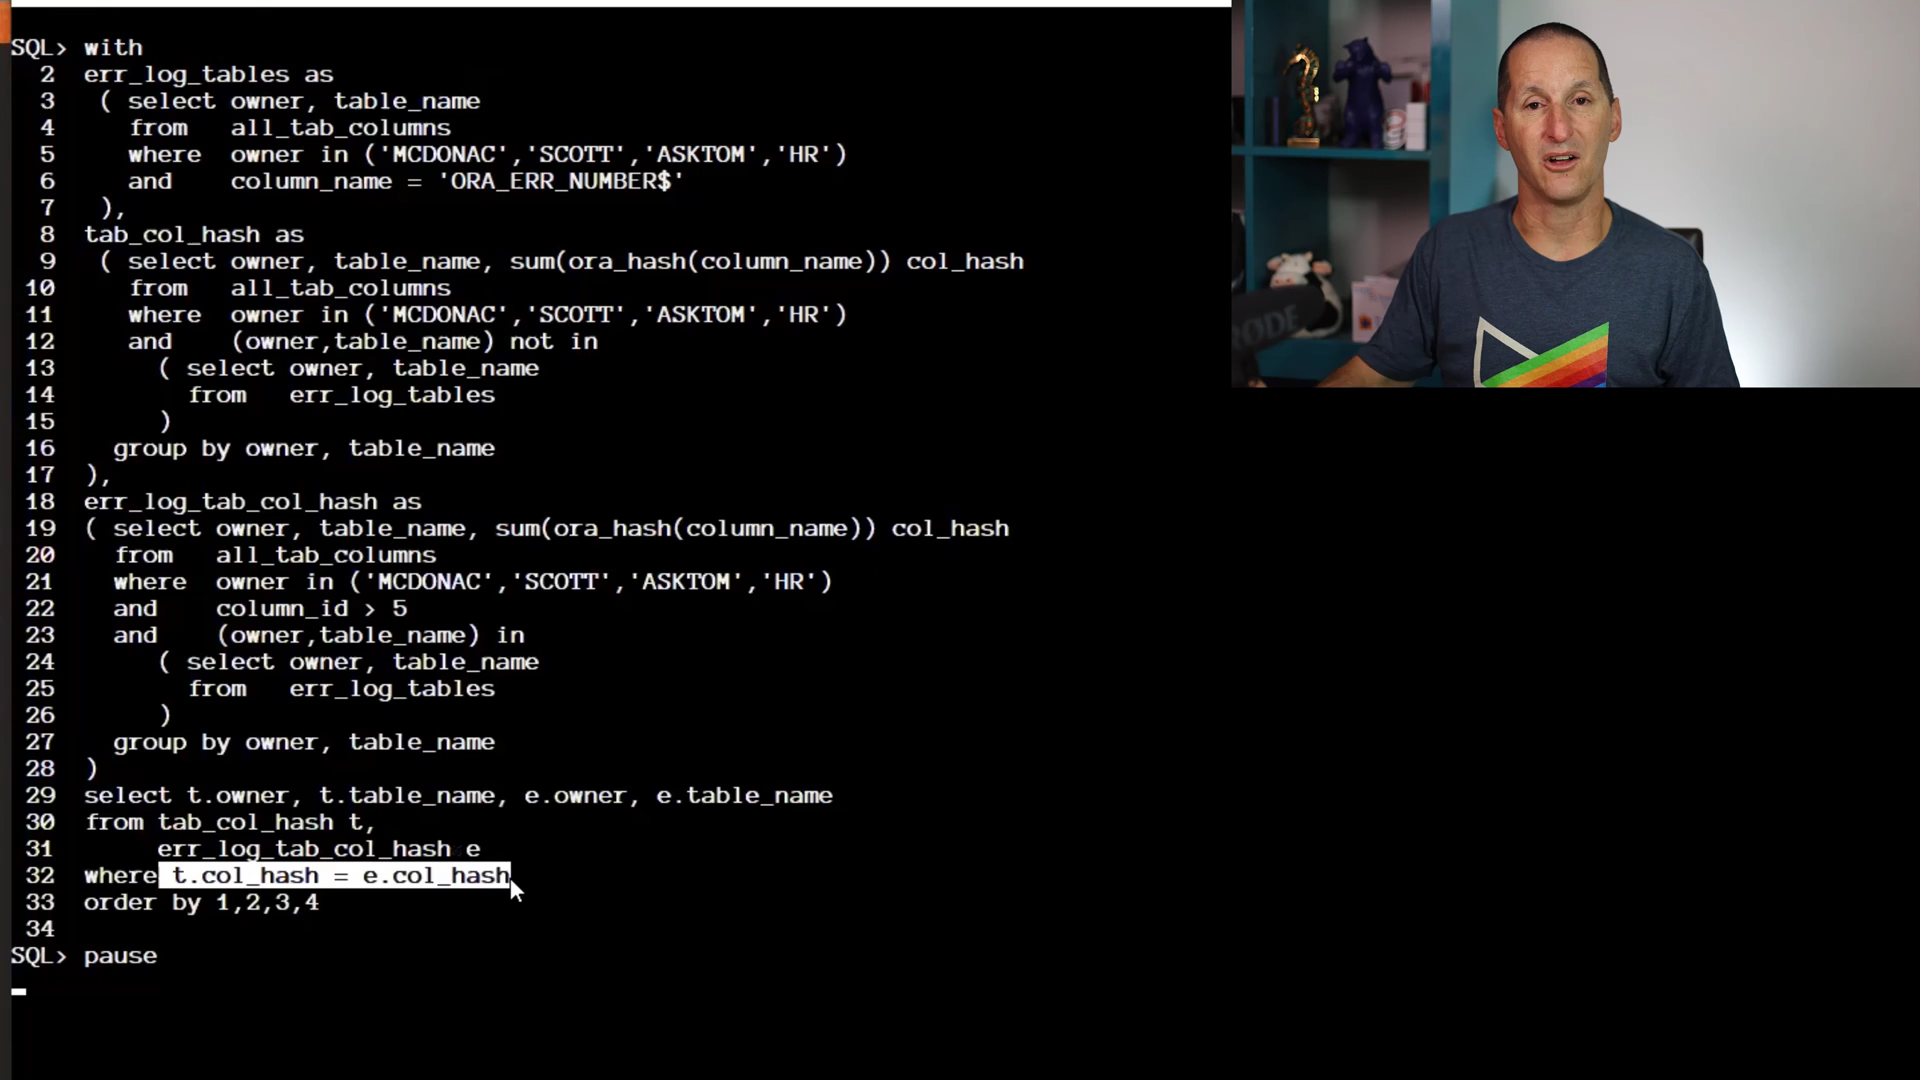 SQL> with
2 err_log_tables as
3 ( select owner, table_name
4 from all_tab_columns
5 where owner in ('MCDONAC','SCOTT','ASKTOM','HR')
6 and column_name = 'ORA_ERR_NUMBER$'
7 ),
8 tab_col_hash as
9 ( select owner, table_name, sum(ora_hash(column_name)) col_hash
10 from all_tab_columns
11 where owner in ('MCDONAC','SCOTT','ASKTOM','HR')
12 and (owner,table_name) not in
13 ( select owner, table_name
14 from err_log_tables
15 )
16 group by owner, table_name
17 ),
18 err_log_tab_col_hash as
19 ( select owner, table_name, sum(ora_hash(column_name)) col_hash
20 from all_tab_columns
21 where owner in ('MCDONAC','SCOTT','ASKTOM','HR')
22 and column_id > 5
23 and (owner,table_name) in
24 ( select owner, table_name
25 from err_log_tables
26 )
27 group by owner, table_name
28 )
29 select t.owner, t.table_name, e.owner, e.table_name
30 from tab_col_hash t,
31 err_log_tab_col_hash e
32 where t.col_hash = e.col_hash
33 order by 1,2,3,4
34
SQL> pause
RODE